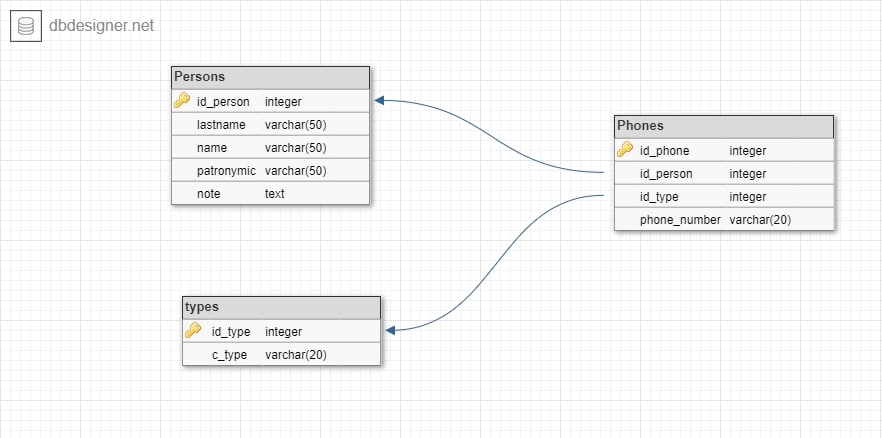 dbdesigner.net
Persons
id_person integer
lastname varchar(50)
name varchar(50)
patronymic varchar(50)
note text
Phones
id_phone integer
id_person integer
id_type integer
phone_number varchar(20)
types
id_type integer
c_type varchar(20)